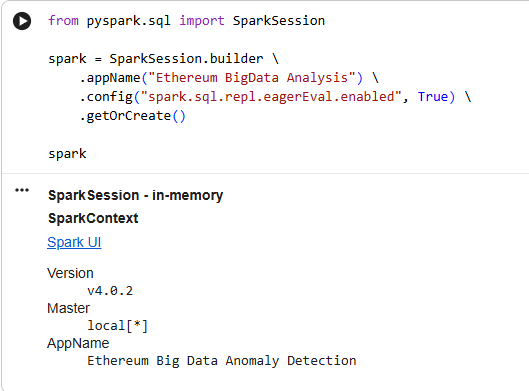 from pyspark.sql import SparkSession
spark = SparkSession.builder \
.appName("Ethereum BigData Analysis") \
.config("spark.sql.repl.eagerEval.enabled", True) \
.getOrCreate()
spark
SparkSession - in-memory
SparkContext
Spark UI
Version
v4.0.2
Master
local[*]
AppName
Ethereum Big Data Anomaly Detection